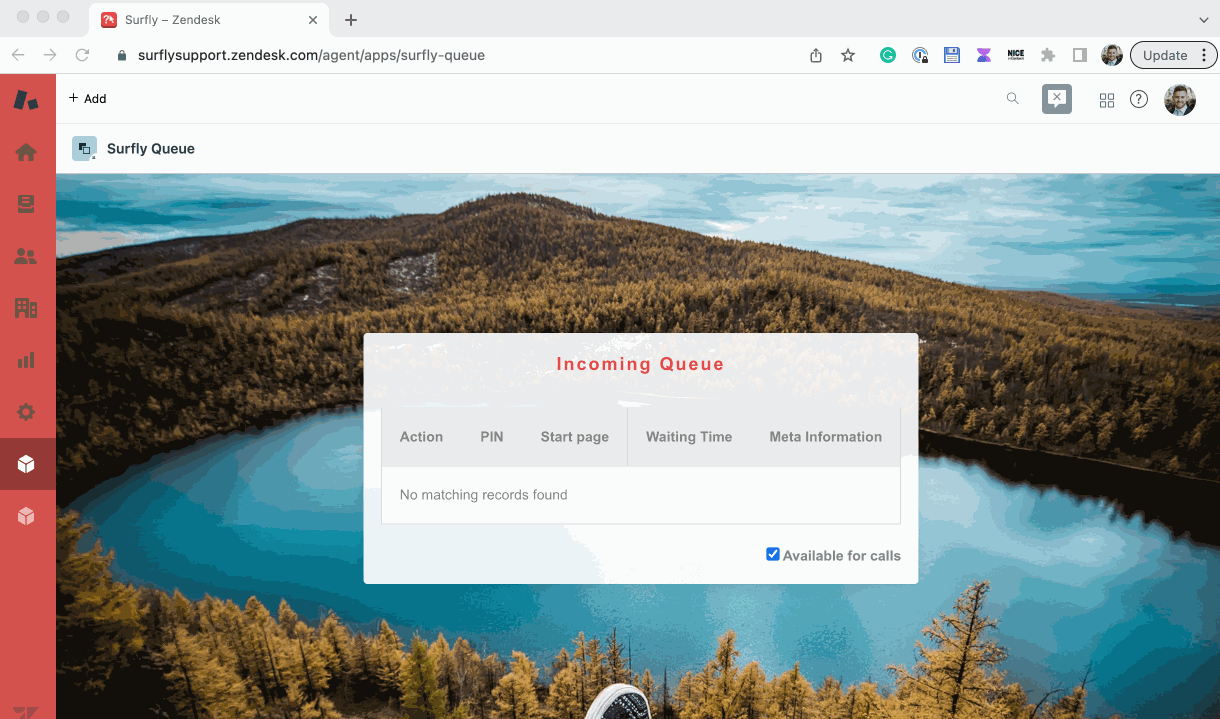 Surfly – Zendesk
surflysupport.zendesk.com/agent/apps/surfly-queue
NICE
Update
+ Add
Surfly Queue
Incoming Queue
Action PIN Start page Waiting Time Meta Information
No matching records found
Available for calls